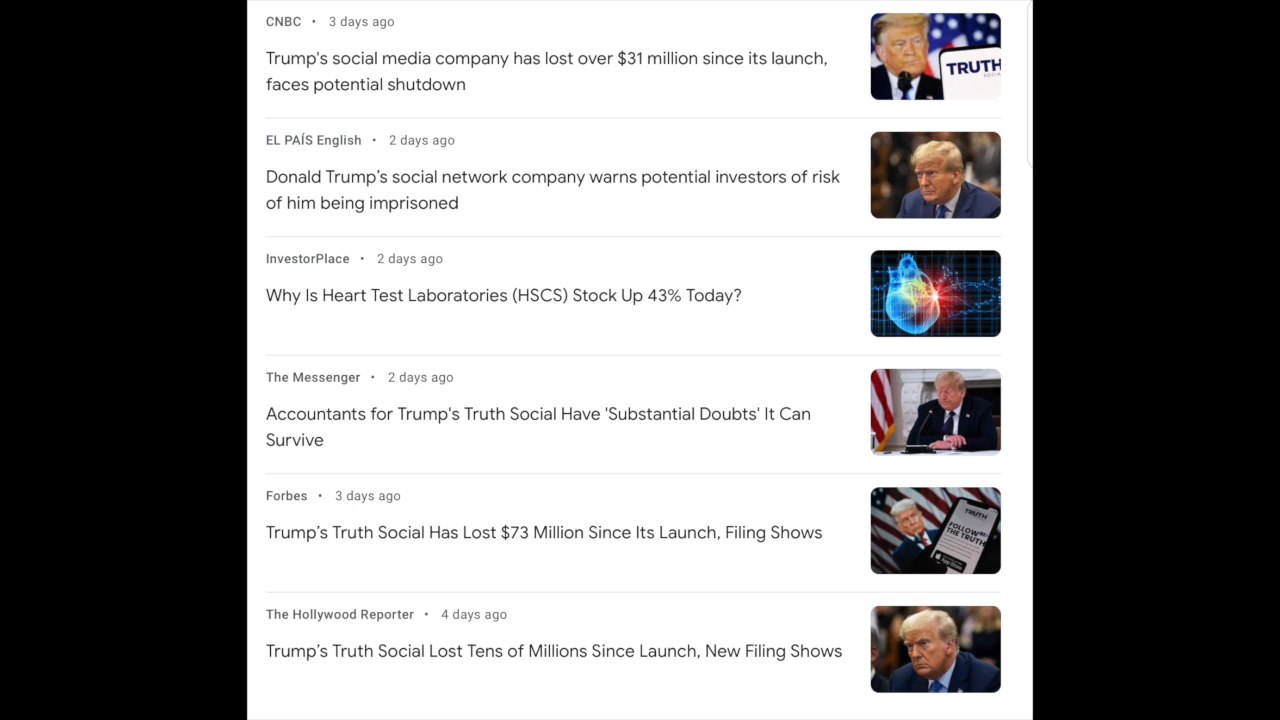 CNBC • 3 days ago
Trump's social media company has lost over $31 million since its launch,
faces potential shutdown
TRUTH
SOCIAL
EL PAÍS English • 2 days ago
Donald Trump’s social network company warns potential investors of risk
of him being imprisoned
InvestorPlace • 2 days ago
Why Is Heart Test Laboratories (HSCS) Stock Up 43% Today?
The Messenger • 2 days ago
Accountants for Trump's Truth Social Have 'Substantial Doubts' It Can
Survive
Forbes • 3 days ago
Trump’s Truth Social Has Lost $73 Million Since Its Launch, Filing Shows
TRUTH
FOLLOW
THE TRUTH
App Store
The Hollywood Reporter • 4 days ago
Trump’s Truth Social Lost Tens of Millions Since Launch, New Filing Shows